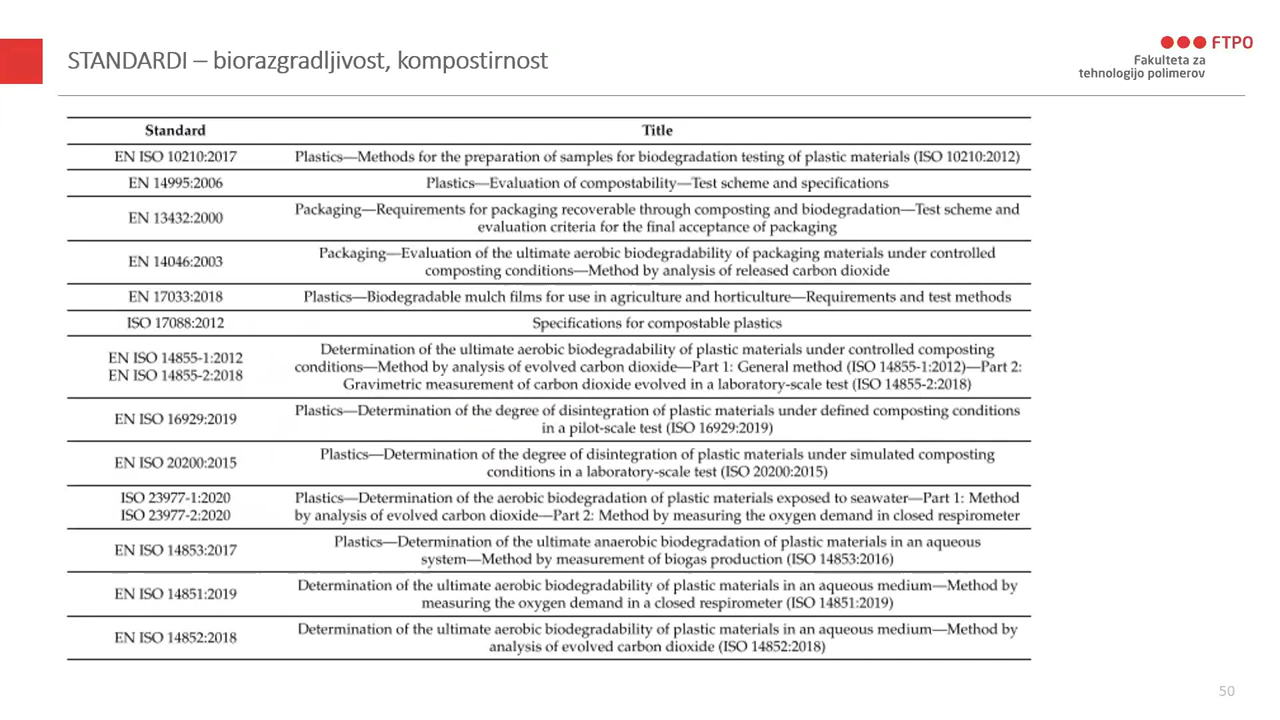 STANDARDI – biorazgradljivost, kompostirnost
FTPO
Fakulteta za
tehnologijo polimerov
Standard Title
EN ISO 10210:2017 Plastics—Methods for the preparation of samples for biodegradation testing of plastic materials (ISO 10210:2012)
EN 14995:2006 Plastics—Evaluation of compostability—Test scheme and specifications
EN 13432:2000 Packaging—Requirements for packaging recoverable through composting and biodegradation—Test scheme and
evaluation criteria for the final acceptance of packaging
EN 14046:2003 Packaging—Evaluation of the ultimate aerobic biodegradability of packaging materials under controlled
composting conditions—Method by analysis of released carbon dioxide
EN 17033:2018 Plastics—Biodegradable mulch films for use in agriculture and horticulture—Requirements and test methods
ISO 17088:2012 Specifications for compostable plastics
EN ISO 14855-1:2012
EN ISO 14855-2:2018
Determination of the ultimate aerobic biodegradability of plastic materials under controlled composting
conditions—Method by analysis of evolved carbon dioxide—Part 1: General method (ISO 14855-1:2012)—Part 2:
Gravimetric measurement of carbon dioxide evolved in a laboratory-scale test (ISO 14855-2:2018)
EN ISO 16929:2019 Plastics—Determination of the degree of disintegration of plastic materials under defined composting conditions
in a pilot-scale test (ISO 16929:2019)
EN ISO 20200:2015 Plastics—Determination of the degree of disintegration of plastic materials under simulated composting
conditions in a laboratory-scale test (ISO 20200:2015)
ISO 23977-1:2020
ISO 23977-2:2020
Plastics—Determination of the aerobic biodegradation of plastic materials exposed to seawater—Part 1: Method
by analysis of evolved carbon dioxide—Part 2: Method by measuring the oxygen demand in closed respirometer
EN ISO 14853:2017 Plastics—Determination of the ultimate anaerobic biodegradation of plastic materials in an aqueous
system—Method by measurement of biogas production (ISO 14853:2016)
EN ISO 14851:2019 Determination of the ultimate aerobic biodegradability of plastic materials in an aqueous medium—Method by
measuring the oxygen demand in a closed respirometer (ISO 14851:2019)
EN ISO 14852:2018 Determination of the ultimate aerobic biodegradability of plastic materials in an aqueous medium—Method by
analysis of evolved carbon dioxide (ISO 14852:2018)
50